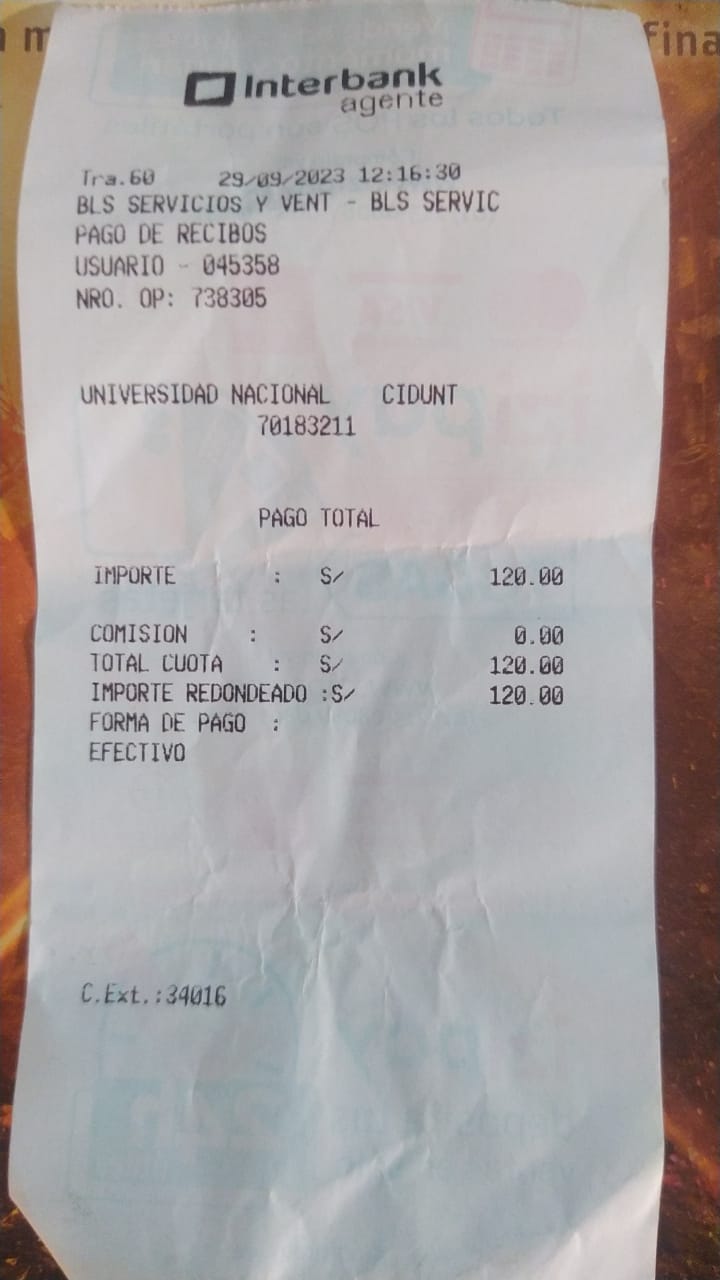 Interbank
agente
Tra.60 29/09/2023 12:16:30
BLS SERVICIOS Y VENT - BLS SERVIC
PAGO DE RECIBOS
USUARIO - 045358
NRO. OP: 738305
UNIVERSIDAD NACIONAL CIDUNT
70183211
PAGO TOTAL
IMPORTE : S/ 120.00
COMISION : S/ 0.00
TOTAL CUOTA : S/ 120.00
IMPORTE REDONDEADO :S/ 120.00
FORMA DE PAGO :
EFECTIVO
C.Ext.:34016